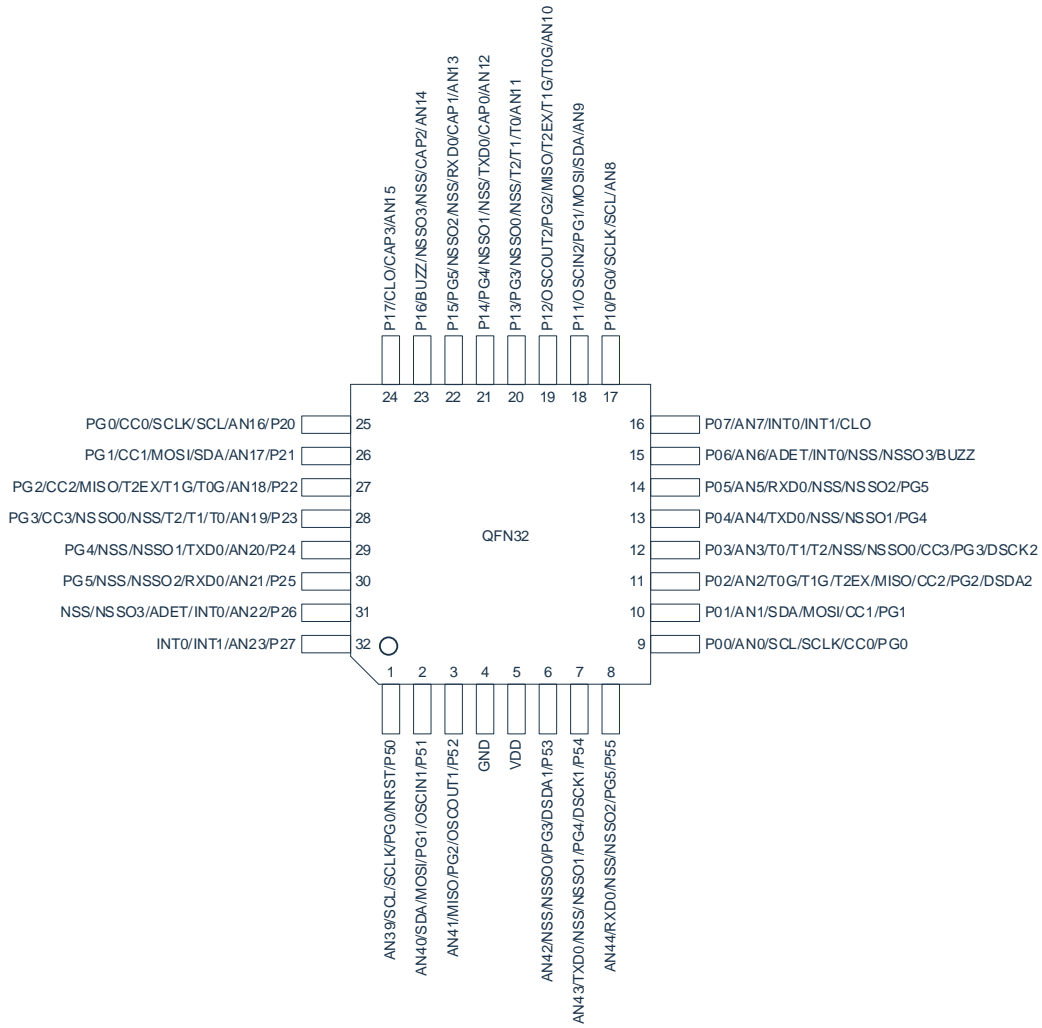 P17/CLO/CAP3/AN15
P16/BUZZ/NSSO3/NSS/CAP2/AN14
P15/PG5/NSSO2/NSS/RXD0/CAP1/AN13
P14/PG4/NSSO1/NSS/TXD0/CAP0/AN12
P13/PG3/NSSO0/NSS/T2/T1/T0/AN11
P12/OSCOUT2/PG2/MISO/T2EX/T1G/T0G/AN10
P11/OSCIN2/PG1/MOSI/SDA/AN9
P10/PG0/SCLK/SCL/AN8
24 23 22 21 20 19 18 17
PG0/CC0/SCLK/SCL/AN16/P20 25
16 P07/AN7/INT0/INT1/CLO
PG1/CC1/MOSI/SDA/AN17/P21 26
15 P06/AN6/ADET/INT0/NSS/NSSO3/BUZZ
PG2/CC2/MISO/T2EX/T1G/T0G/AN18/P22 27
14 P05/AN5/RXD0/NSS/NSSO2/PG5
PG3/CC3/NSSO0/NSS/T2/T1/T0/AN19/P23 28
13 P04/AN4/TXD0/NSS/NSSO1/PG4
QFN32
PG4/NSS/NSSO1/TXD0/AN20/P24 29
12 P03/AN3/T0/T1/T2/NSS/NSSO0/CC3/PG3/DSCK2
PG5/NSS/NSSO2/RXD0/AN21/P25 30
11 P02/AN2/T0G/T1G/T2EX/MISO/CC2/PG2/DSDA2
NSS/NSSO3/ADET/INT0/AN22/P26 31
10 P01/AN1/SDA/MOSI/CC1/PG1
INT0/INT1/AN23/P27 32
9 P00/AN0/SCL/SCLK/CC0/PG0
1 2 3 4 5 6 7 8
AN39/SCL/SCLK/PG0/NRST/P50
AN40/SDA/MOSI/PG1/OSCIN1/P51
AN41/MISO/PG2/OSCOUT1/P52
GND
VDD
AN42/NSS/NSSO0/PG3/DSDA1/P53
AN43/TXD0/NSS/NSSO1/PG4/DSCK1/P54
AN44/RXD0/NSS/NSSO2/PG5/P55